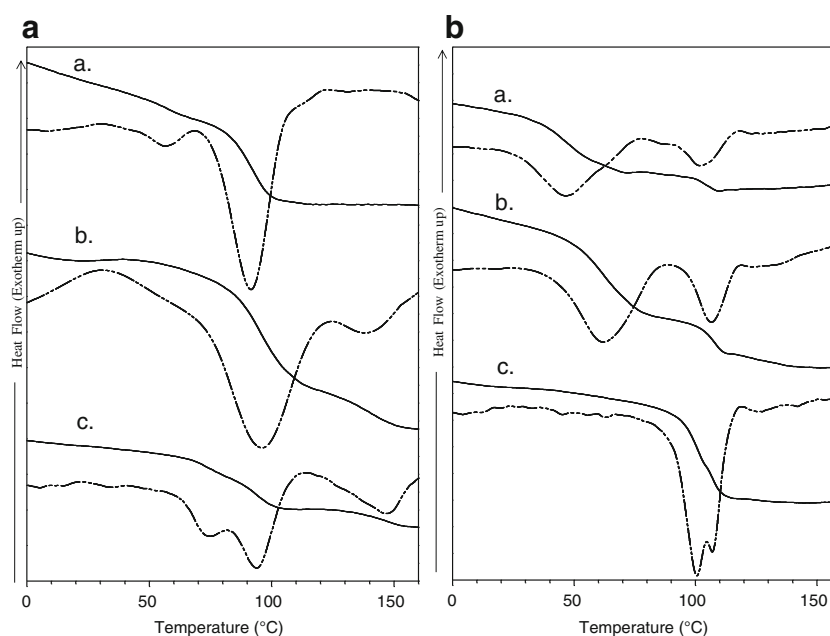 a
a.
b.
c.
Heat Flow (Exotherm up)
0 50 100 150
Temperature (°C)
b
a.
b.
c.
Heat Flow (Exotherm up)
0 50 100 150
Temperature (°C)